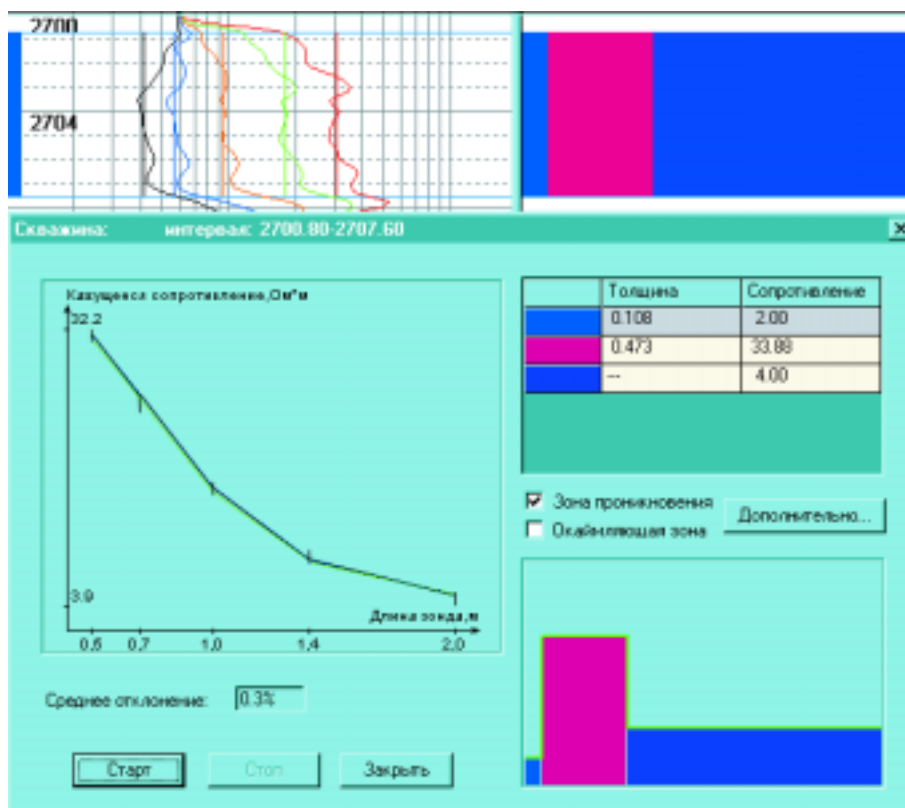 2700
2704
Скважина: интервал: 2700.80-2707.60
Кажущееся сопротивление,Ом*м
32.2
3.9
Длина зонда,м
0,5 0,7 1,0 1,4 2,0
Толщина Сопротивление
0.108 2.00
0.473 33.88
-- 4.00
Зона проникновения
Окаймляющая зона
Дополнительно...
Среднее отклонение: 0.3%
Старт Стоп Закрыть